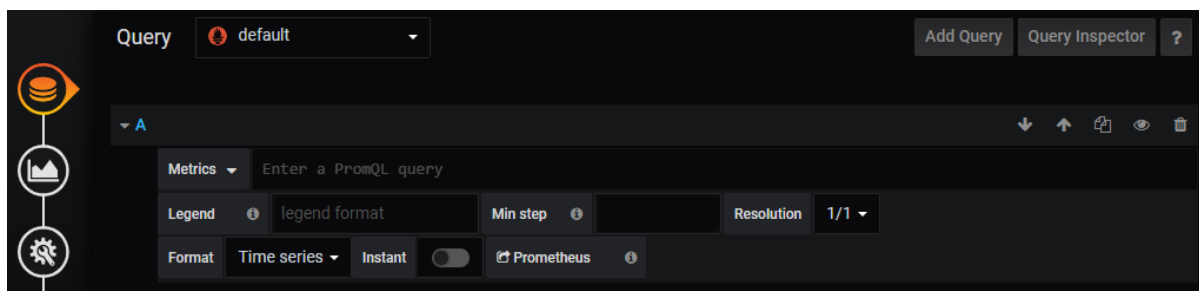 Query default Add Query Query Inspector ?
A
Metrics Enter a PromQL query
Legend legend format Min step Resolution 1/1
Format Time series Instant Prometheus